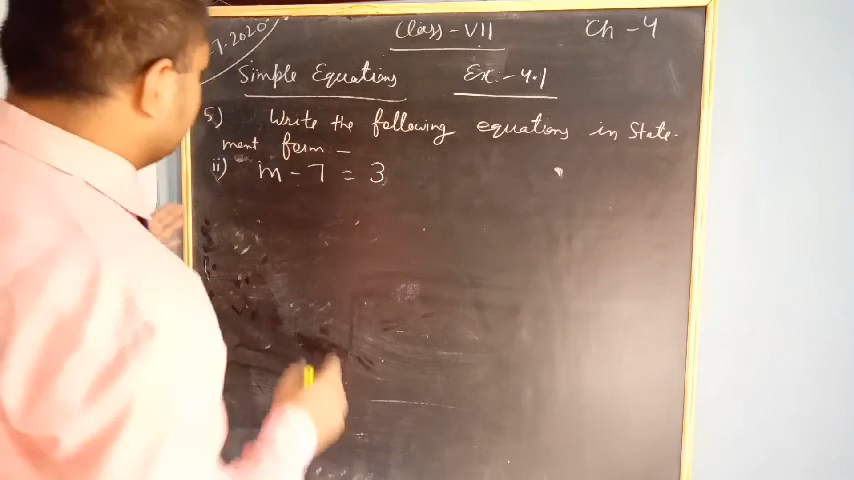 -7-2020
Class - VII
Ch - 4
Simple Equations Ex:- 4.1
5) Write the following equations in State-
ment form -
ii) m - 7 = 3